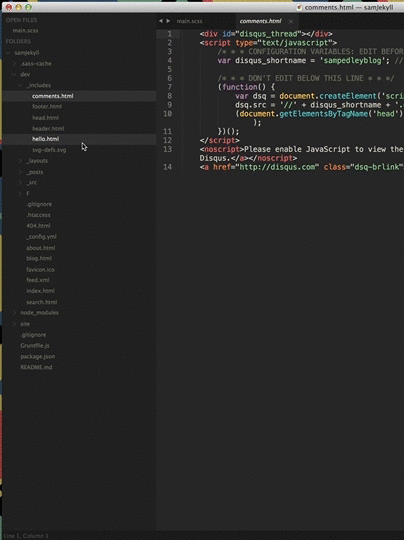 comments.html — samJekyll
OPEN FILES
main.scss
FOLDERS
samJekyll
.sass-cache
dev
_includes
comments.html
footer.html
head.html
header.html
hello.html
svg-defs.svg
_layouts
_posts
_src
F
.gitignore
.htaccess
404.html
_config.yml
about.html
blog.html
favicon.ico
feed.xml
index.html
search.html
node_modules
site
.gitignore
Gruntfile.js
package.json
README.md
main.scss
comments.html
1 <div id="disqus_thread"></div>
2 <script type="text/javascript">
3 /* * * CONFIGURATION VARIABLES: EDIT BEFOR
4 var disqus_shortname = 'sampedleyblog'; //
5
6 /* * * DON'T EDIT BELOW THIS LINE * * */
7 (function() {
8 var dsq = document.createElement('scri
9 dsq.src = '//' + disqus_shortname + '.
10 (document.getElementsByTagName('head')
);
11 })();
12 </script>
13 <noscript>Please enable JavaScript to view the
Disqus.</a></noscript>
14 <a href="http://disqus.com" class="dsq-brlink"
Line 1, Column 1